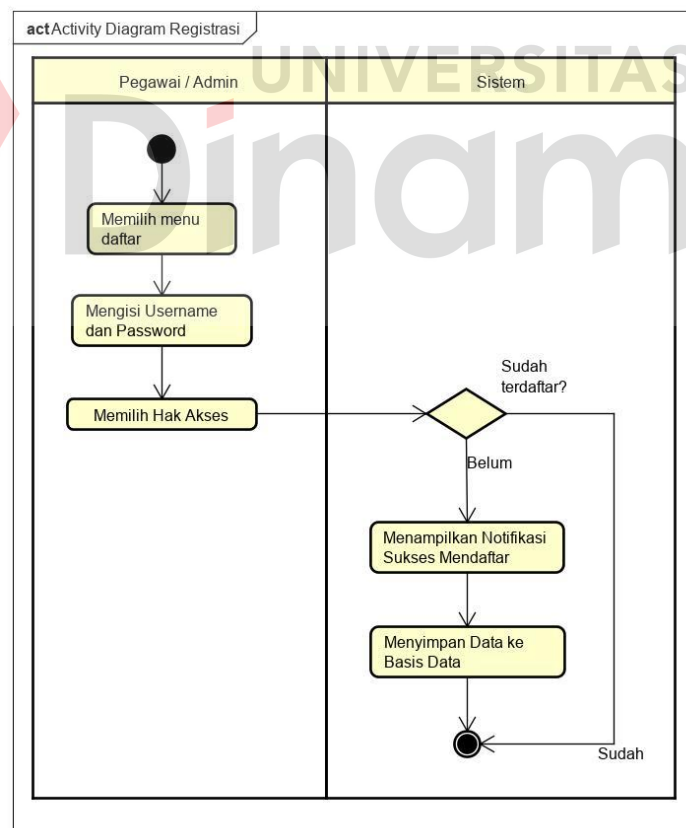 act Activity Diagram Registrasi
UNIVERSITAS
Dinam
Pegawai / Admin
Sistem
Memilih menu
daftar
Mengisi Username
dan Password
Memilih Hak Akses
Sudah
terdaftar?
Belum
Menampilkan Notifikasi
Sukses Mendaftar
Menyimpan Data ke
Basis Data
Sudah